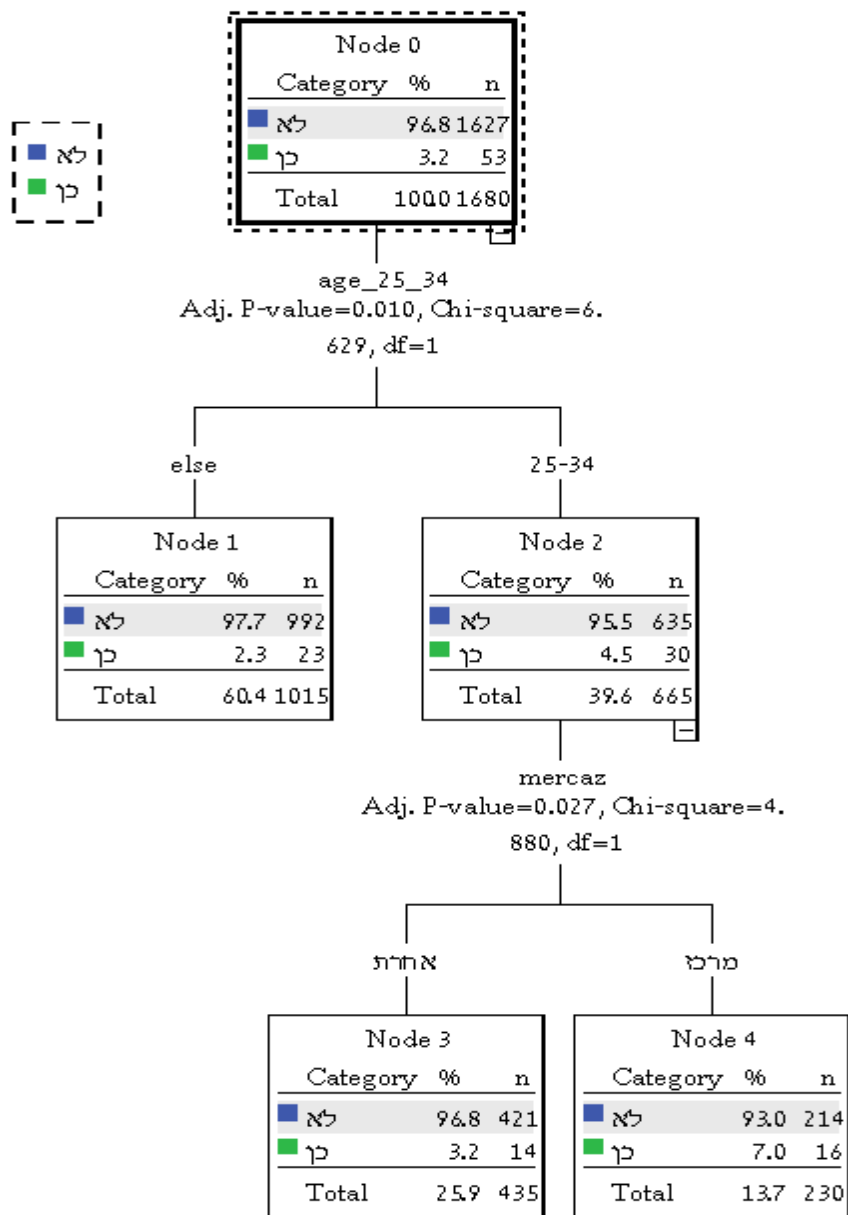 Node 0
Category % n
לא 96.8 1627
כן 3.2 53
Total 100.0 1680
לא
כן
age_25_34
Adj. P-value=0.010, Chi-square=6.
629, df=1
else
25-34
Node 1
Category % n
לא 97.7 992
כן 2.3 23
Total 60.4 1015
Node 2
Category % n
לא 95.5 635
כן 4.5 30
Total 39.6 665
mercaz
Adj. P-value=0.027, Chi-square=4.
880, df=1
אחרת
מרכז
Node 3
Category % n
לא 96.8 421
כן 3.2 14
Total 25.9 435
Node 4
Category % n
לא 93.0 214
כן 7.0 16
Total 13.7 230